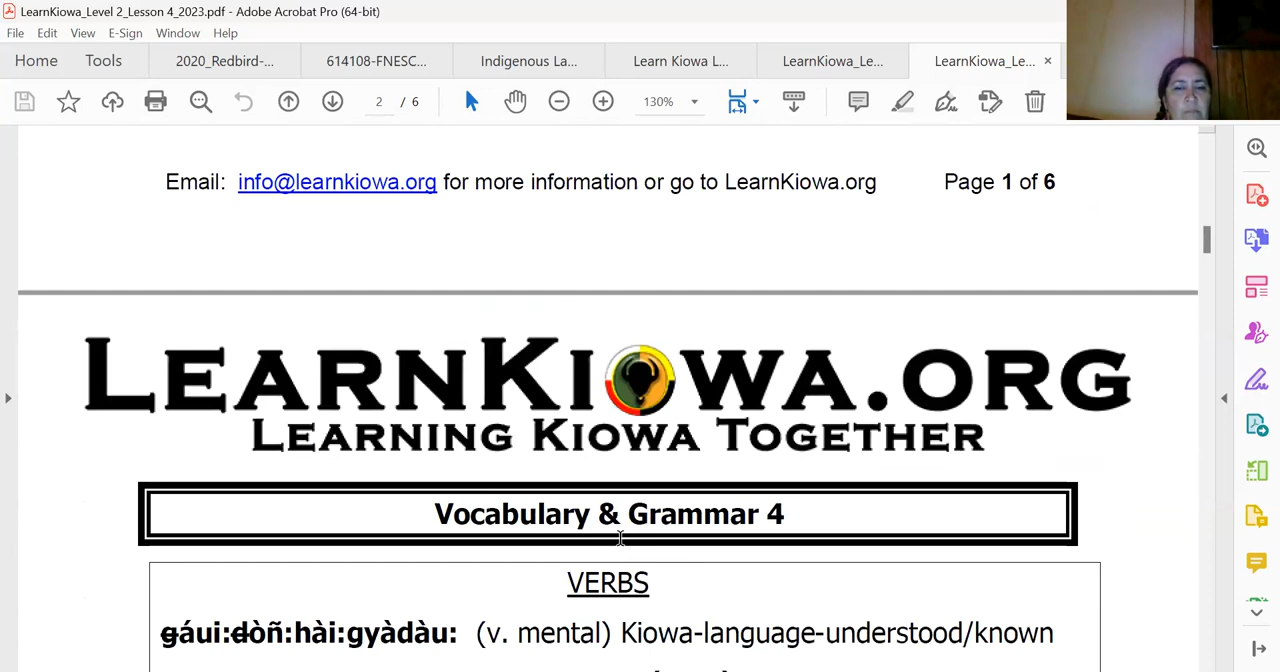 LearnKiowa_Level 2_Lesson 4_2023.pdf - Adobe Acrobat Pro (64-bit)
File Edit View E-Sign Window Help
Home Tools 2020_Redbird-... 614108-FNESC... Indigenous La... Learn Kiowa L... LearnKiowa_Le... LearnKiowa_Le... ×
2 / 6 130%
Email: info@learnkiowa.org for more information or go to LearnKiowa.org Page 1 of 6
LEARNKIOWA.ORG
LEARNING KIOWA TOGETHER
Vocabulary & Grammar 4
VERBS
g̶áui:d̶òñ:hài:gyàdàu: (v. mental) Kiowa-language-understood/known